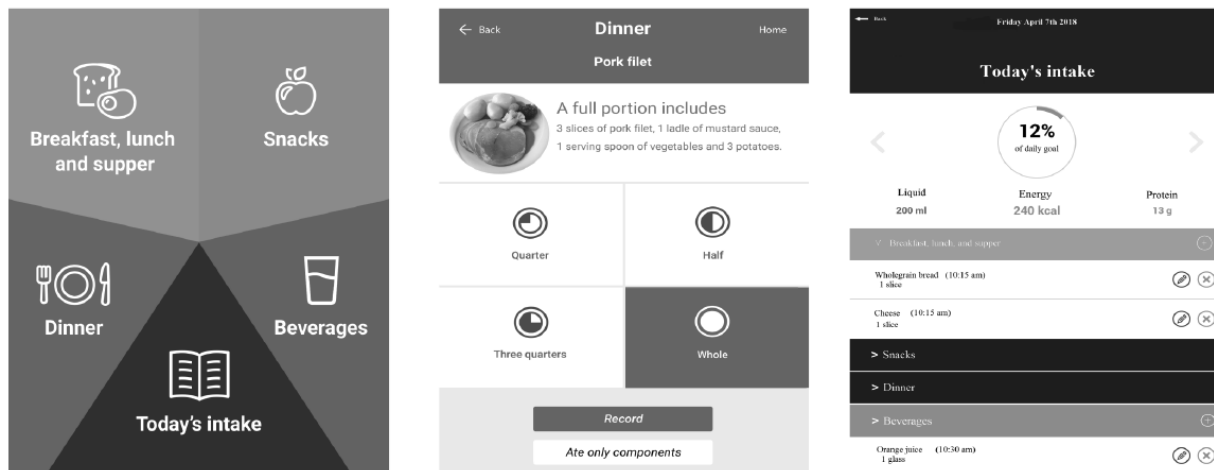 Breakfast, lunch
and supper
Snacks
Dinner
Beverages
Today's intake
Back
Dinner
Home
Pork filet
A full portion includes
3 slices of pork filet, 1 ladle of mustard sauce,
1 serving spoon of vegetables and 3 potatoes.
Quarter
Half
Three quarters
Whole
Record
Ate only components
Back
Friday April 7th 2018
Today's intake
12%
of daily goal
Liquid
200 ml
Energy
240 kcal
Protein
13 g
Breakfast, lunch, and supper
Wholegrain bread (10:15 am)
1 slice
Cheese (10:15 am)
1 slice
> Snacks
> Dinner
> Beverages
Orange juice (10:30 am)
1 glass